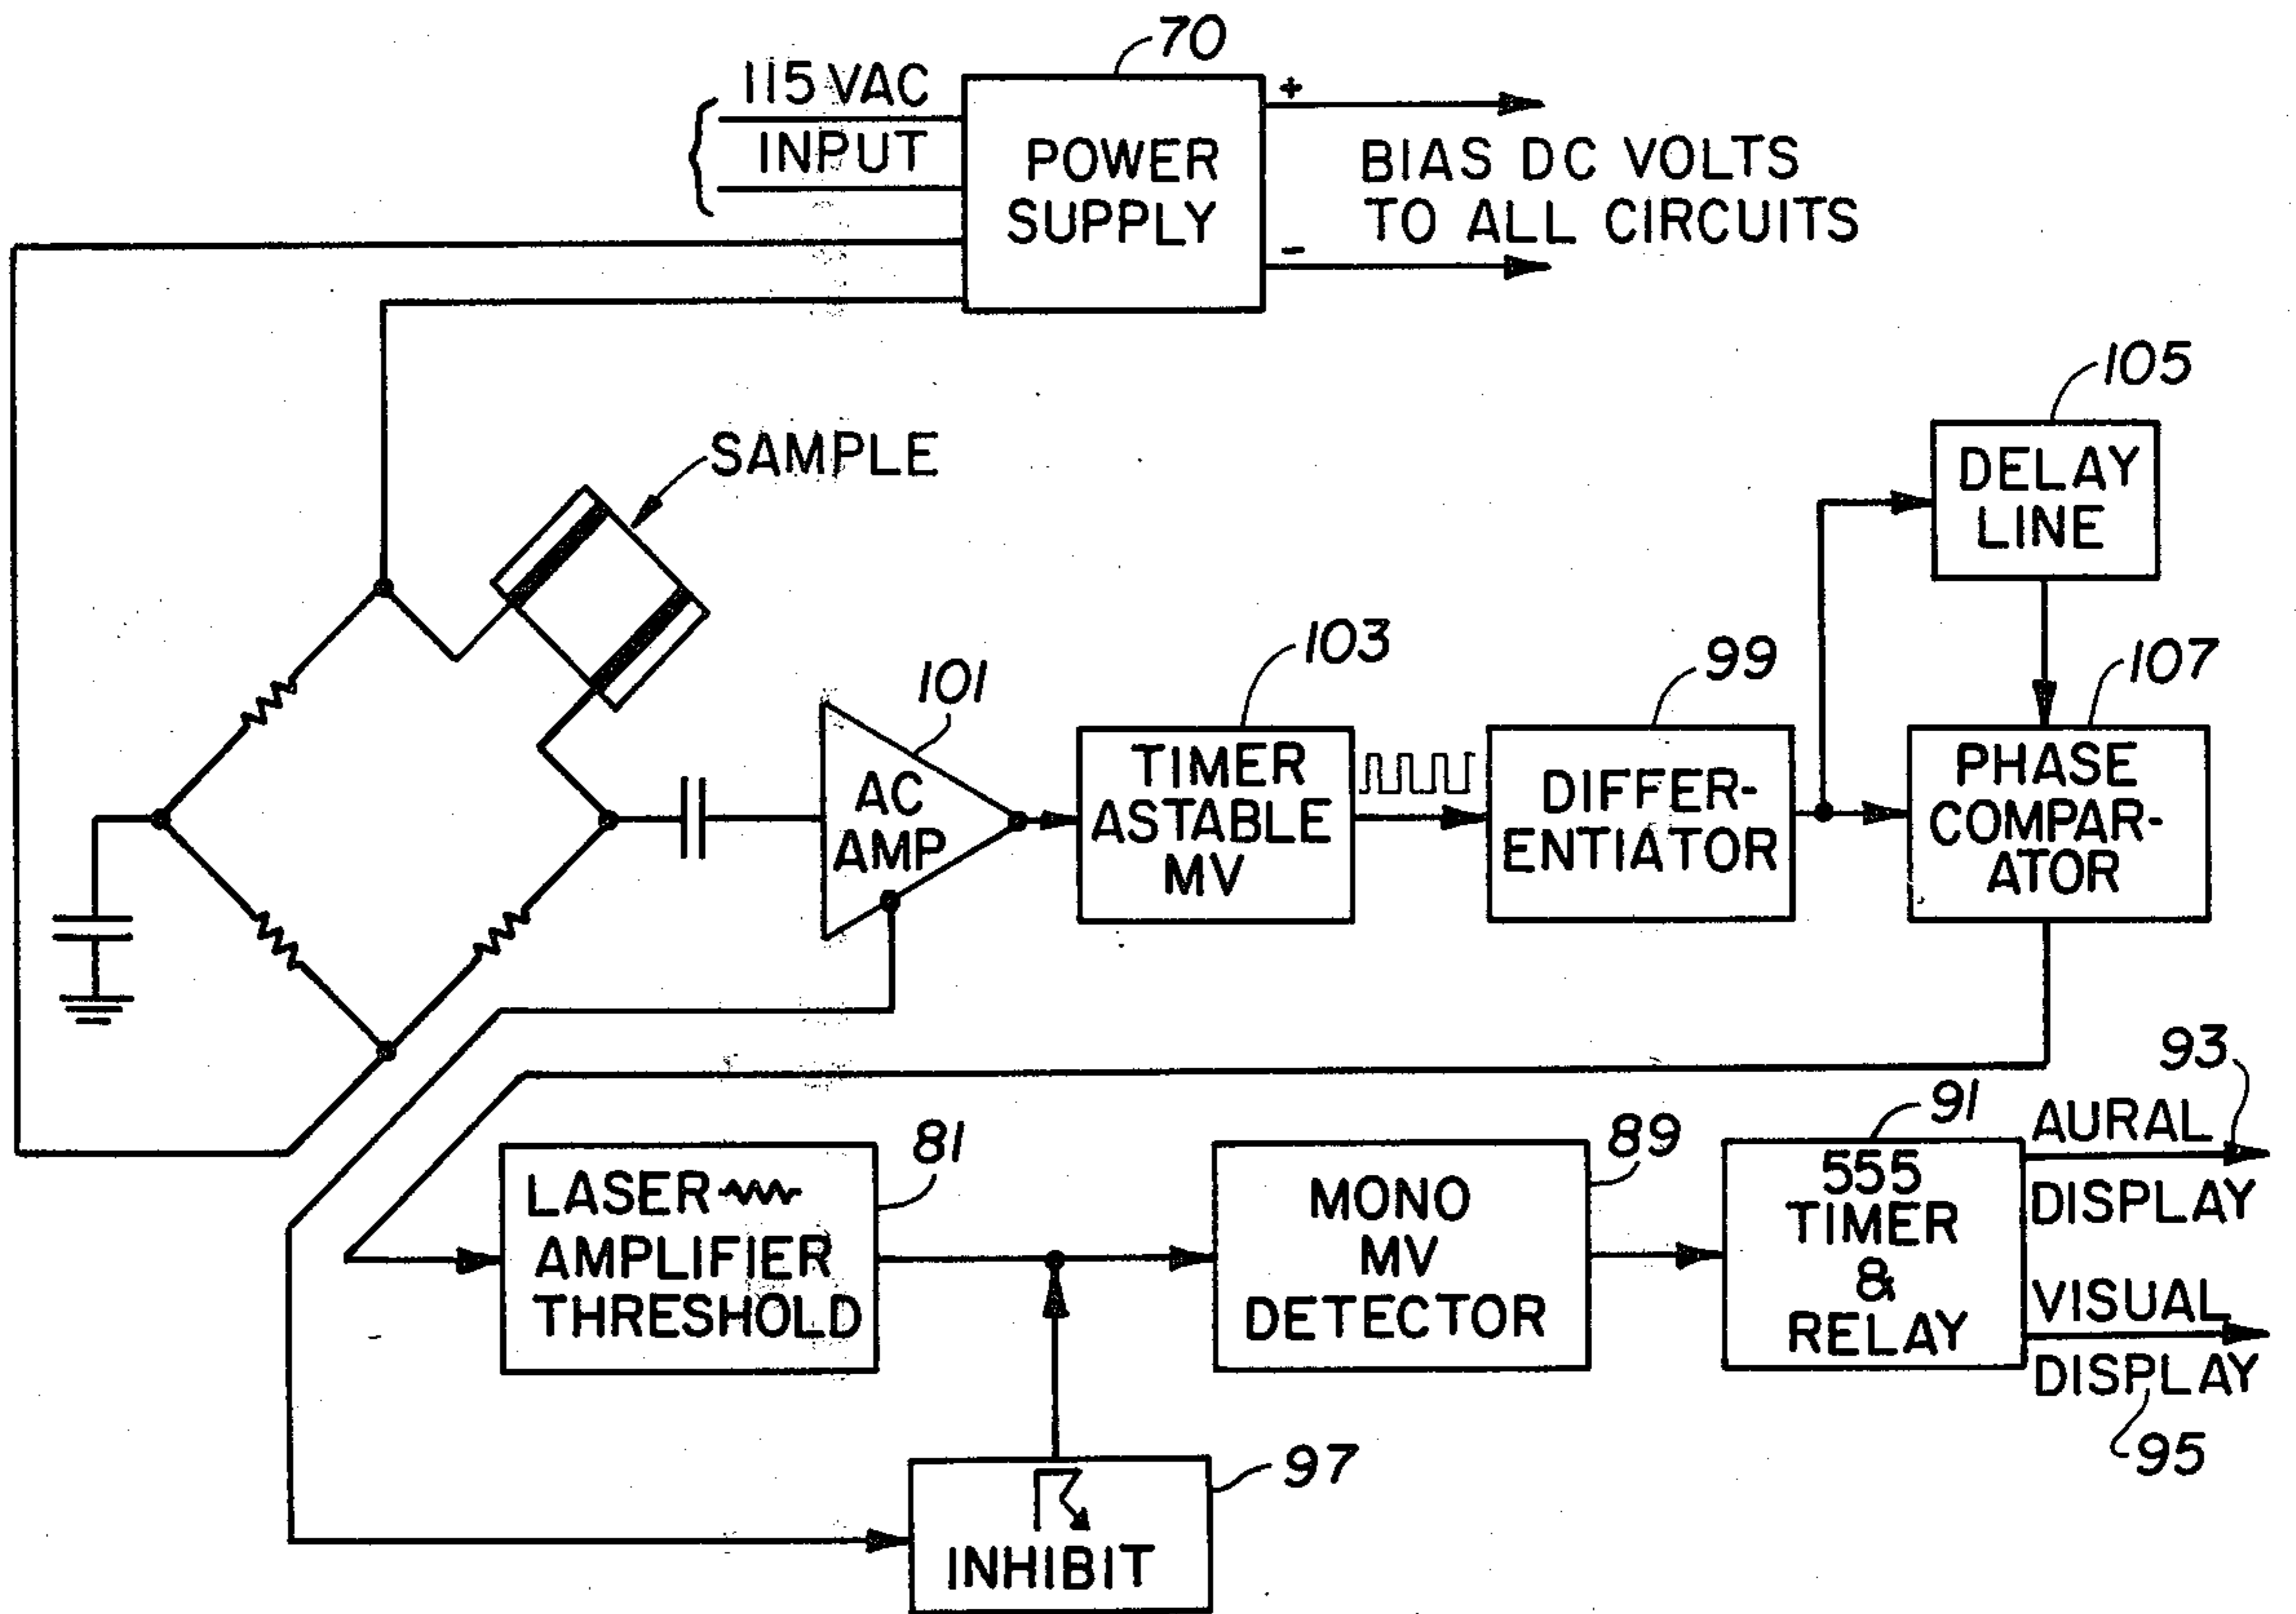 70
115 VAC
INPUT
POWER
SUPPLY
+
BIAS DC VOLTS
TO ALL CIRCUITS
-
105
DELAY
LINE
SAMPLE
101
AC
AMP
103
TIMER
ASTABLE
MV
99
DIFFER-
ENTIATOR
107
PHASE
COMPAR-
ATOR
81
LASER
AMPLIFIER
THRESHOLD
89
MONO
MV
DETECTOR
91
555
TIMER
&
RELAY
93
AURAL
DISPLAY
VISUAL
DISPLAY
95
97
INHIBIT